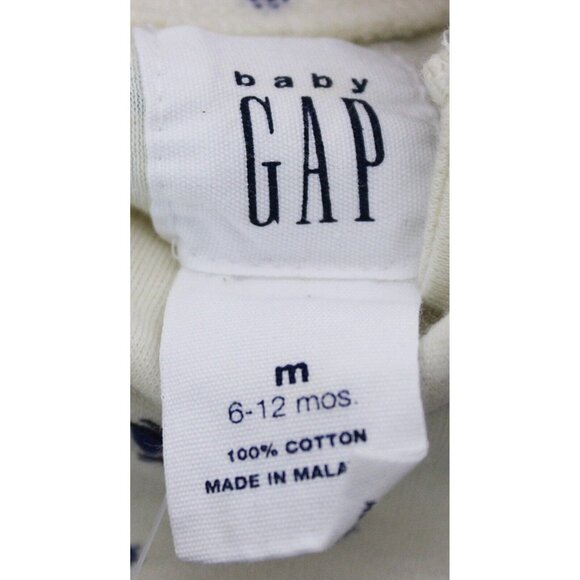 baby
GAP
m
6-12 mos.
100% COTTON
MADE IN MALA